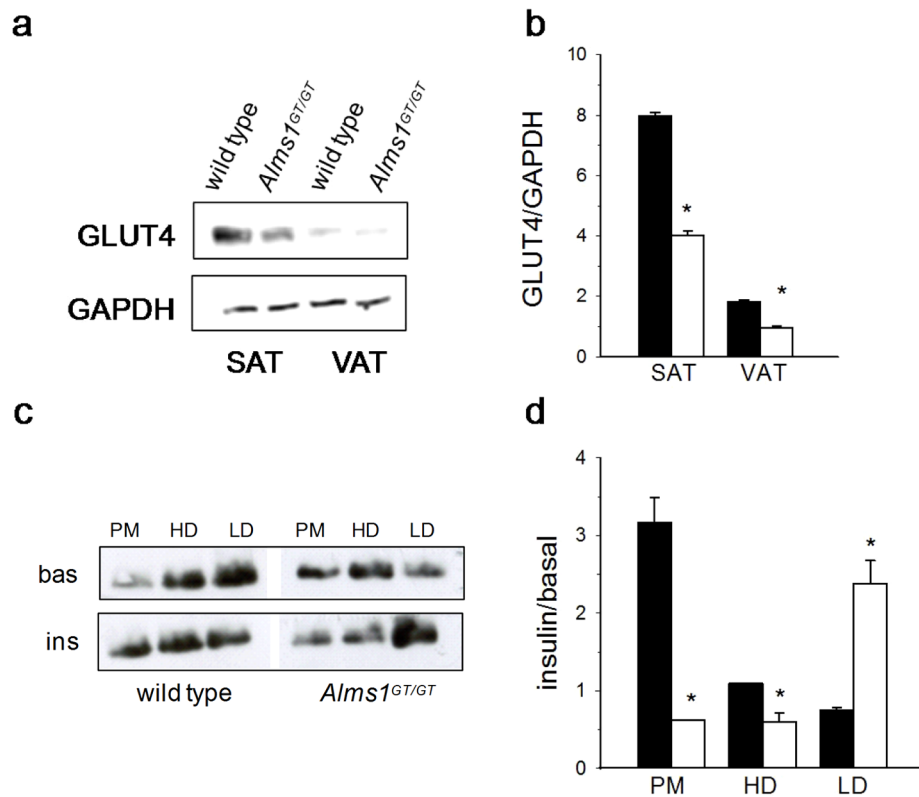 a
wild type
Alms1GT/GT
wild type
Alms1GT/GT
GLUT4
GAPDH
SAT VAT
b
GLUT4/GAPDH
10
8
6
4
2
0
*
*
SAT VAT
c
PM HD LD PM HD LD
bas
ins
wild type Alms1GT/GT
d
insulin/basal
4
3
2
1
0
*
*
*
PM HD LD